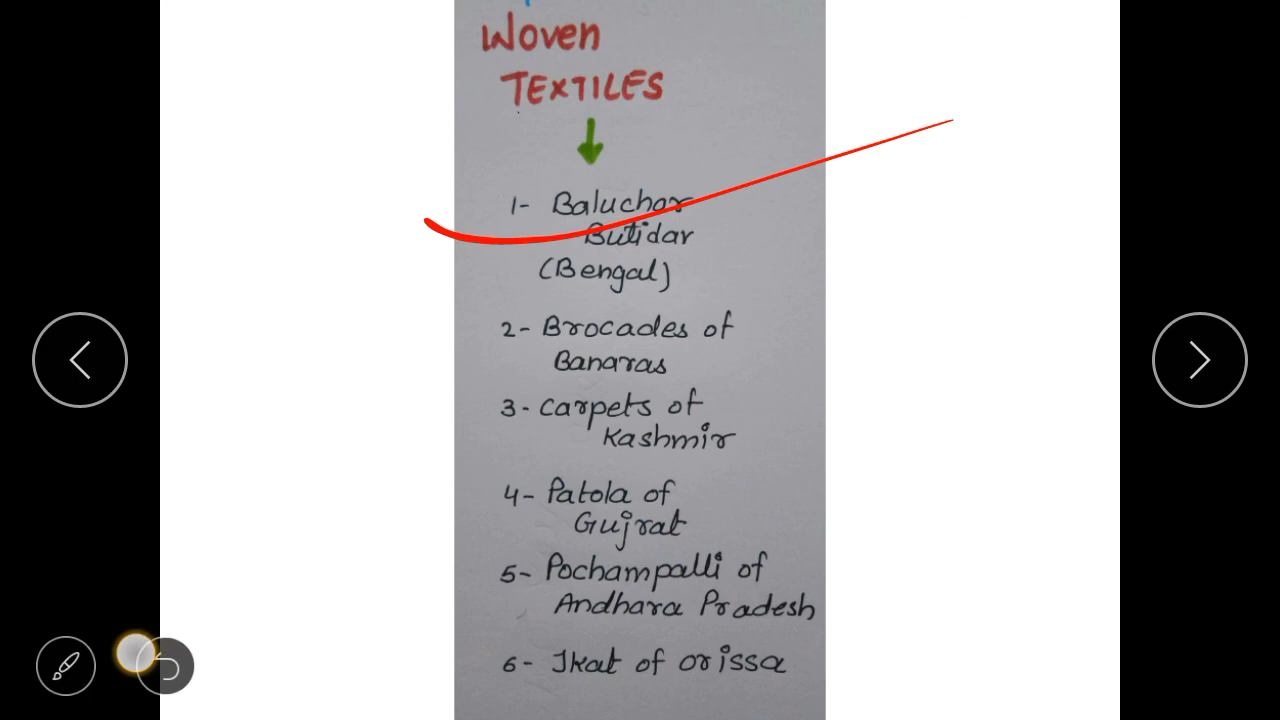 Woven
TEXTILES
1- Baluchar
Butidar
(Bengal)
2- Brocades of
Banaras
3- Carpets of
Kashmir
4- Patola of
Gujrat
5- Pochampalli of
Andhara Pradesh
6- Ikat of orissa